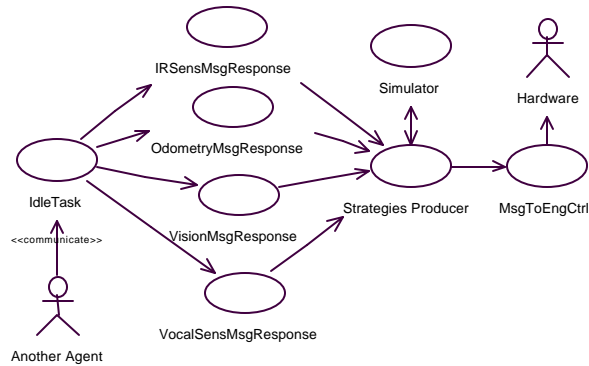 IRSensMsgResponse
Simulator
Hardware
OdometryMsgResponse
IdleTask
Strategies Producer
MsgToEngCtrl
<<communicate>>
VisionMsgResponse
VocalSensMsgResponse
Another Agent